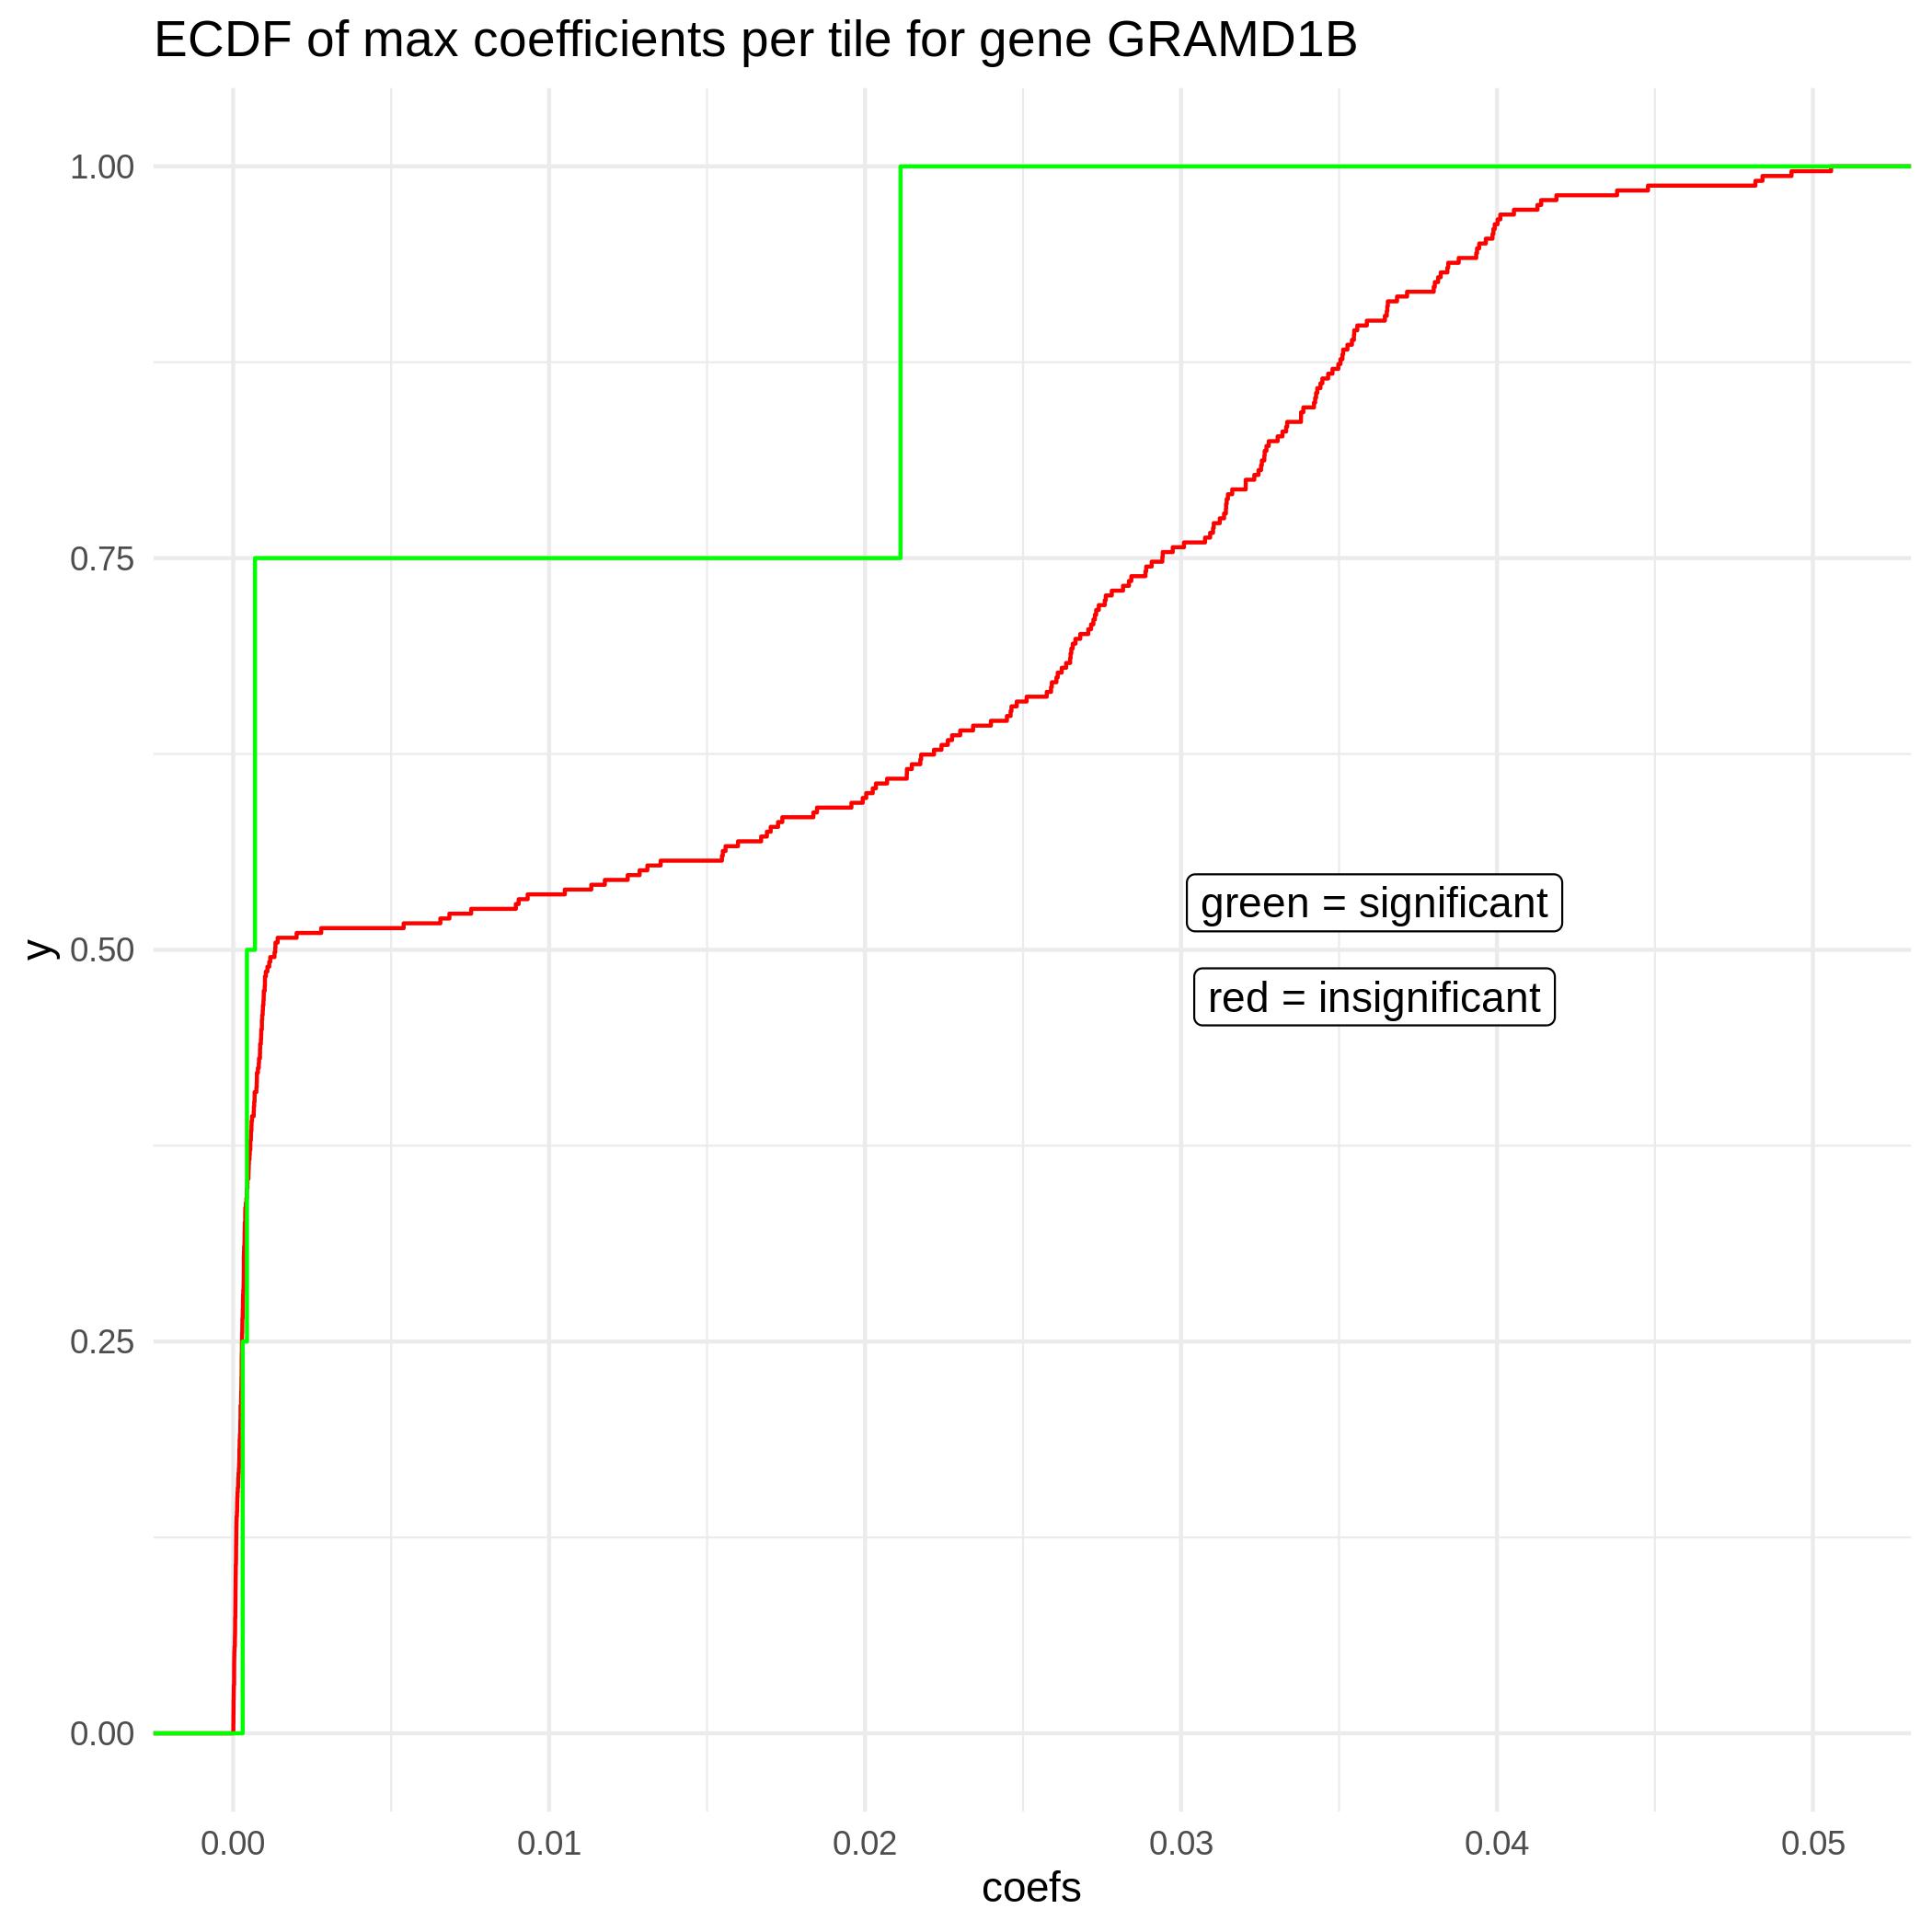 ECDF of max coefficients per tile for gene GRAMD1B
1.00
0.75
0.50
0.25
0.00
y
green = significant
red = insignificant
0.00 0.01 0.02 0.03 0.04 0.05
coefs